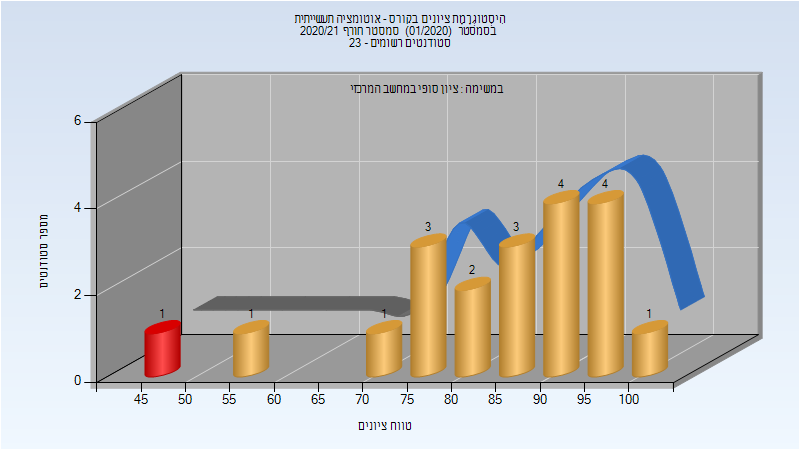 היסטוגרמת ציונים בקורס - אוטומציה תעשייתית
בסמסטר (01/2020) סמסטר חורף 2020/21
סטודנטים רשומים - 23
במשימה : ציון סופי במחשב המרכזי
מספר סטודנטים
6
4
2
0
1
1
1
3
2
3
4
4
1
45 50 55 60 65 70 75 80 85 90 95 100
טווח ציונים